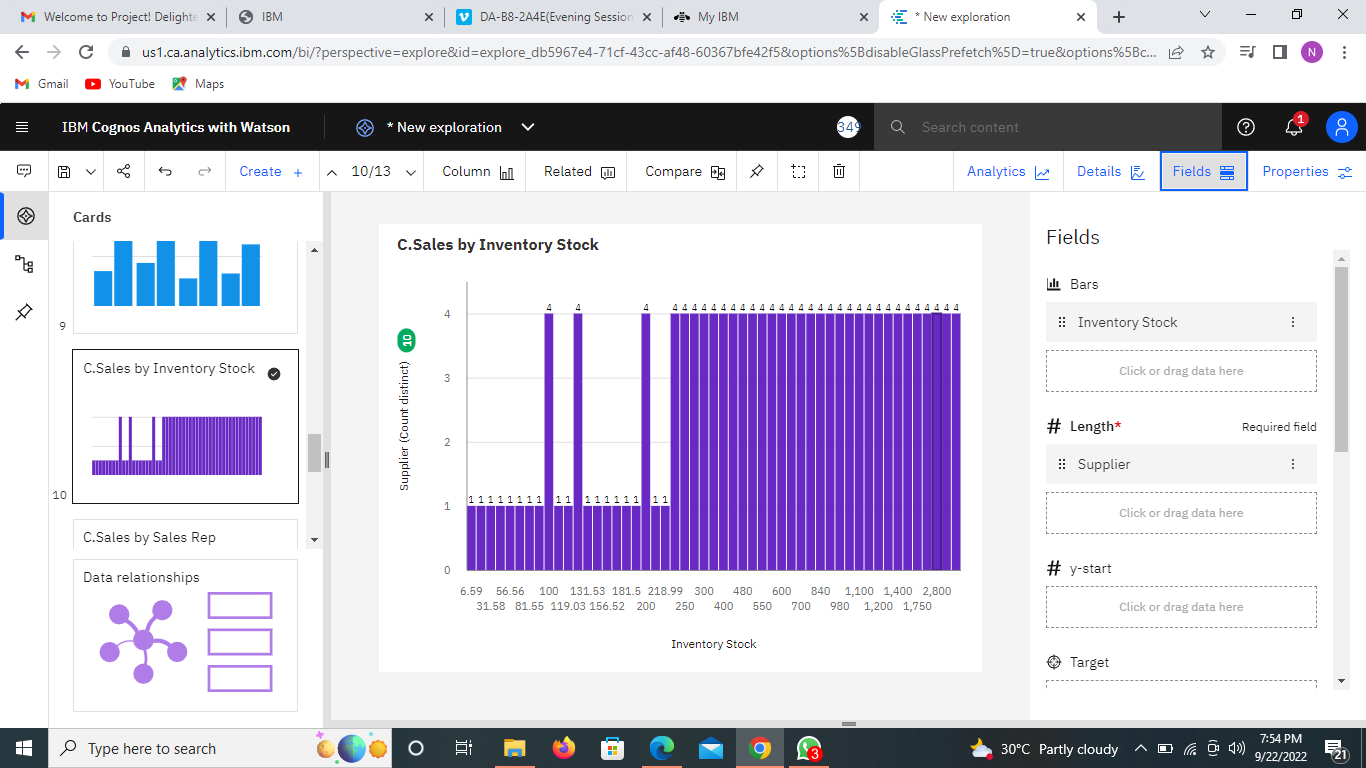 Welcome to Project! Delighte
IBM
DA-B8-2A4E(Evening Session
My IBM
* New exploration
us1.ca.analytics.ibm.com/bi/?perspective=explore&id=explore_db5967e4-71cf-43cc-af48-60367bfe42f5&options%5BdisableGlassPrefetch%5D=true&options%5Bc...
N
Gmail
YouTube
Maps
IBM Cognos Analytics with Watson
* New exploration
349
Search content
1
Create +
10/13
Column
Related
Compare
Analytics
Details
Fields
Properties
Cards
9
C.Sales by Inventory Stock
10
C.Sales by Sales Rep
Data relationships
C.Sales by Inventory Stock
10
Supplier (Count distinct)
4
3
2
1
0
1 1 1 1 1 1 1 1 4 1 1 4 1 1 1 1 1 1 4 1 1 4 4 4 4 4 4 4 4 4 4 4 4 4 4 4 4 4 4 4 4 4 4 4 4 4 4 4 4 4 4
6.59 56.56 100 131.53 181.5 218.99 300 480 600 840 1,100 1,400 2,800
31.58 81.55 119.03 156.52 200 250 400 550 700 980 1,200 1,750
Inventory Stock
Fields
Bars
Inventory Stock
Click or drag data here
# Length*
Required field
Supplier
Click or drag data here
# y-start
Click or drag data here
Target
Type here to search
3
30°C Partly cloudy
7:54 PM
9/22/2022
21